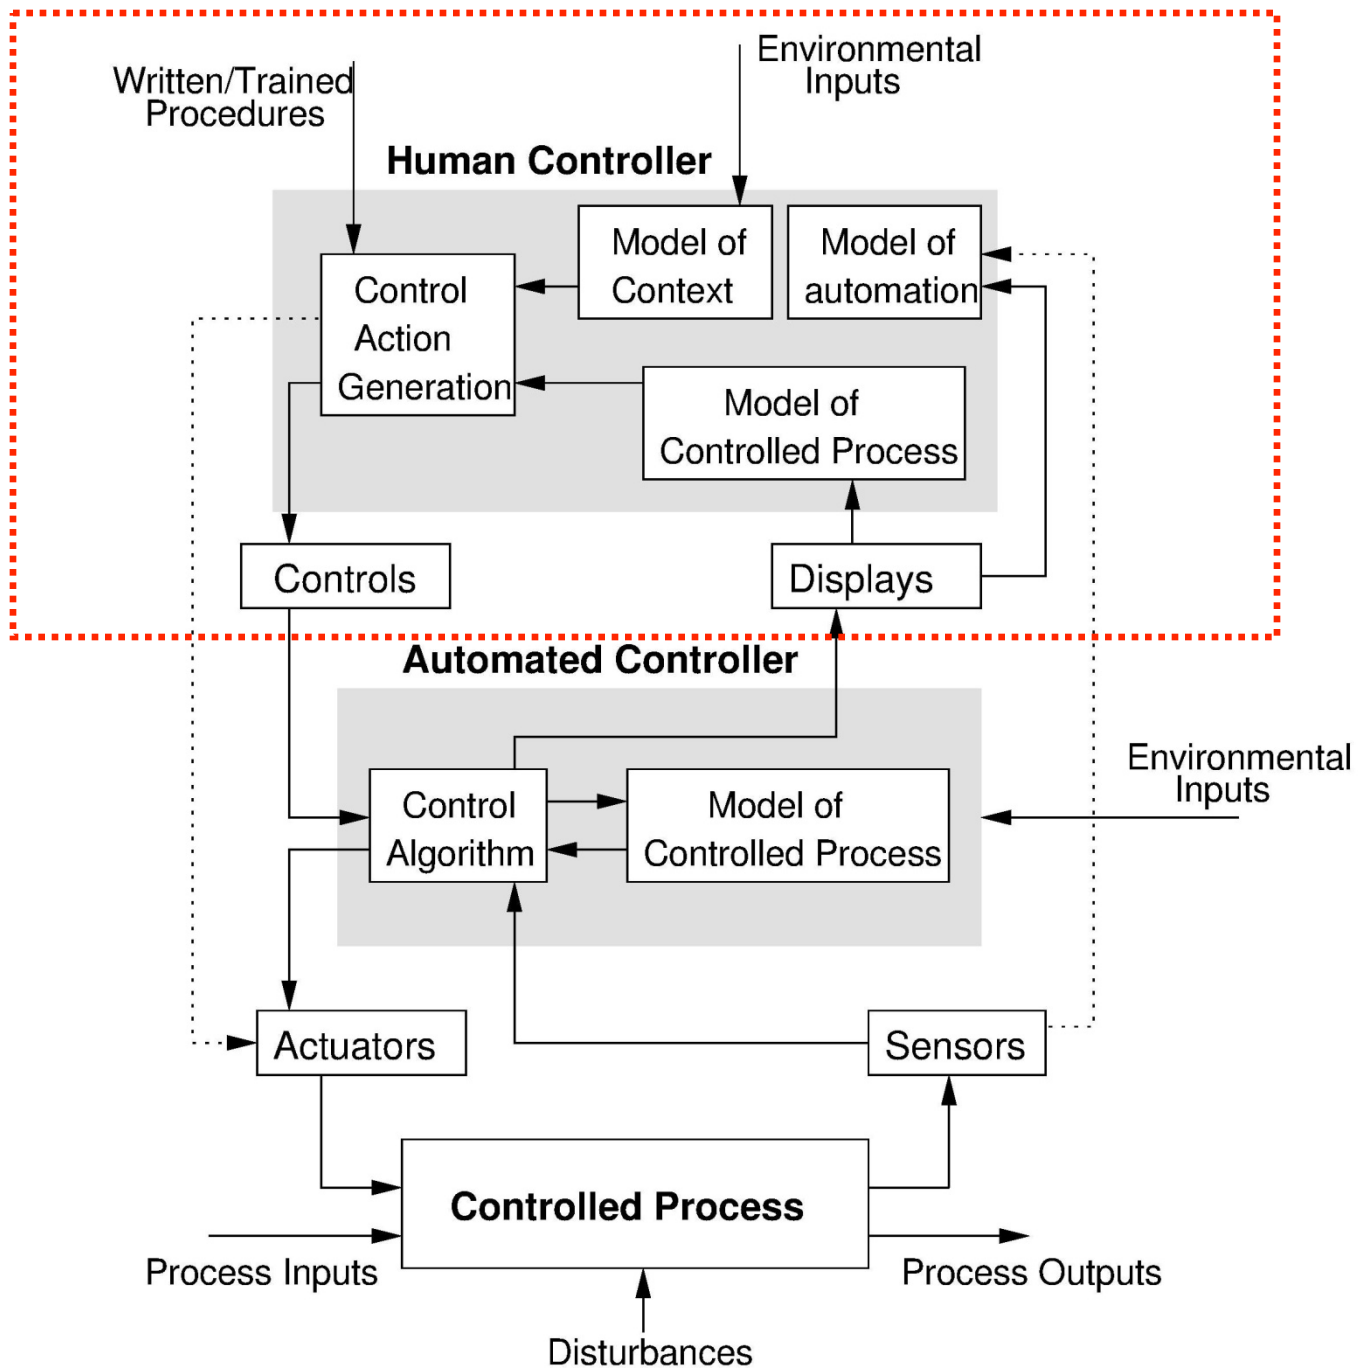 Written/Trained
Procedures
Environmental
Inputs
Human Controller
Model of
Context
Model of
automation
Control
Action
Generation
Model of
Controlled Process
Controls
Displays
Automated Controller
Control
Algorithm
Model of
Controlled Process
Environmental
Inputs
Actuators
Sensors
Controlled Process
Process Inputs
Process Outputs
Disturbances